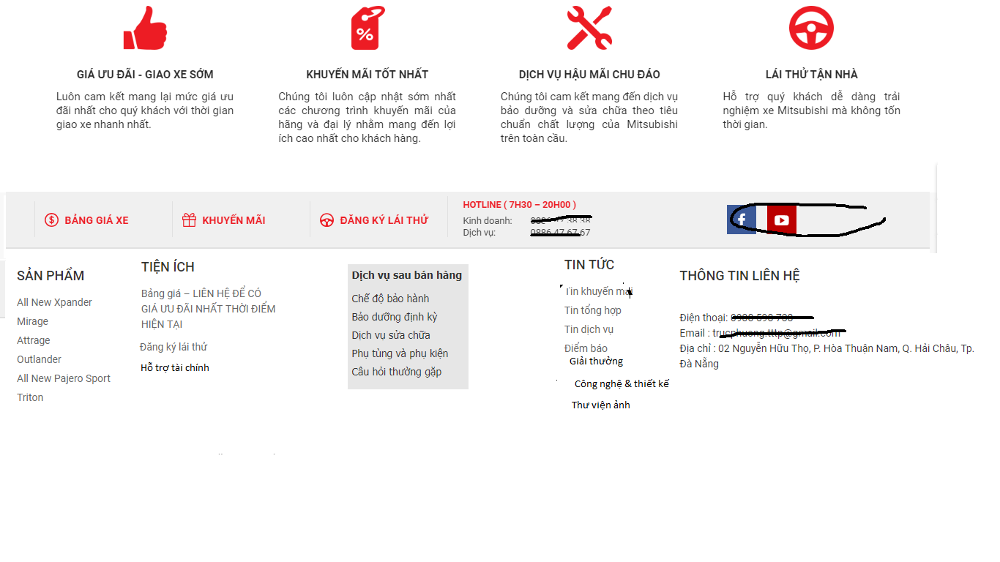 %
GIÁ ƯU ĐÃI - GIAO XE SỚM
Luôn cam kết mang lại mức giá ưu
đãi nhất cho quý khách với thời gian
giao xe nhanh nhất.
KHUYẾN MÃI TỐT NHẤT
Chúng tôi luôn cập nhật sớm nhất
các chương trình khuyến mãi của
hãng và đại lý nhằm mang đến lợi
ích cao nhất cho khách hàng.
DỊCH VỤ HẬU MÃI CHU ĐÁO
Chúng tôi cam kết mang đến dịch vụ
bảo dưỡng và sửa chữa theo tiêu
chuẩn chất lượng của Mitsubishi
trên toàn cầu.
LÁI THỬ TẬN NHÀ
Hỗ trợ quý khách dễ dàng trải
nghiệm xe Mitsubishi mà không tốn
thời gian.
$ BẢNG GIÁ XE
KHUYẾN MÃI
ĐĂNG KÝ LÁI THỬ
HOTLINE ( 7H30 – 20H00 )
Kinh doanh:
Dịch vụ: 0886 47 67 67
f
SẢN PHẨM
All New Xpander
Mirage
Attrage
Outlander
All New Pajero Sport
Triton
TIỆN ÍCH
Bảng giá – LIÊN HỆ ĐỂ CÓ
GIÁ ƯU ĐÃI NHẤT THỜI ĐIỂM
HIỆN TẠI
Đăng ký lái thử
Hỗ trợ tài chính
Dịch vụ sau bán hàng
Chế độ bảo hành
Bảo dưỡng định kỳ
Dịch vụ sửa chữa
Phụ tùng và phụ kiện
Câu hỏi thường gặp
TIN TỨC
Tin khuyến mãi
Tin tổng hợp
Tin dịch vụ
Điểm báo
Giải thưởng
Công nghệ & thiết kế
Thư viện ảnh
THÔNG TIN LIÊN HỆ
Điện thoại:
Email : trucphuong.tttp@gmail.com
Địa chỉ : 02 Nguyễn Hữu Thọ, P. Hòa Thuận Nam, Q. Hải Châu, Tp.
Đà Nẵng